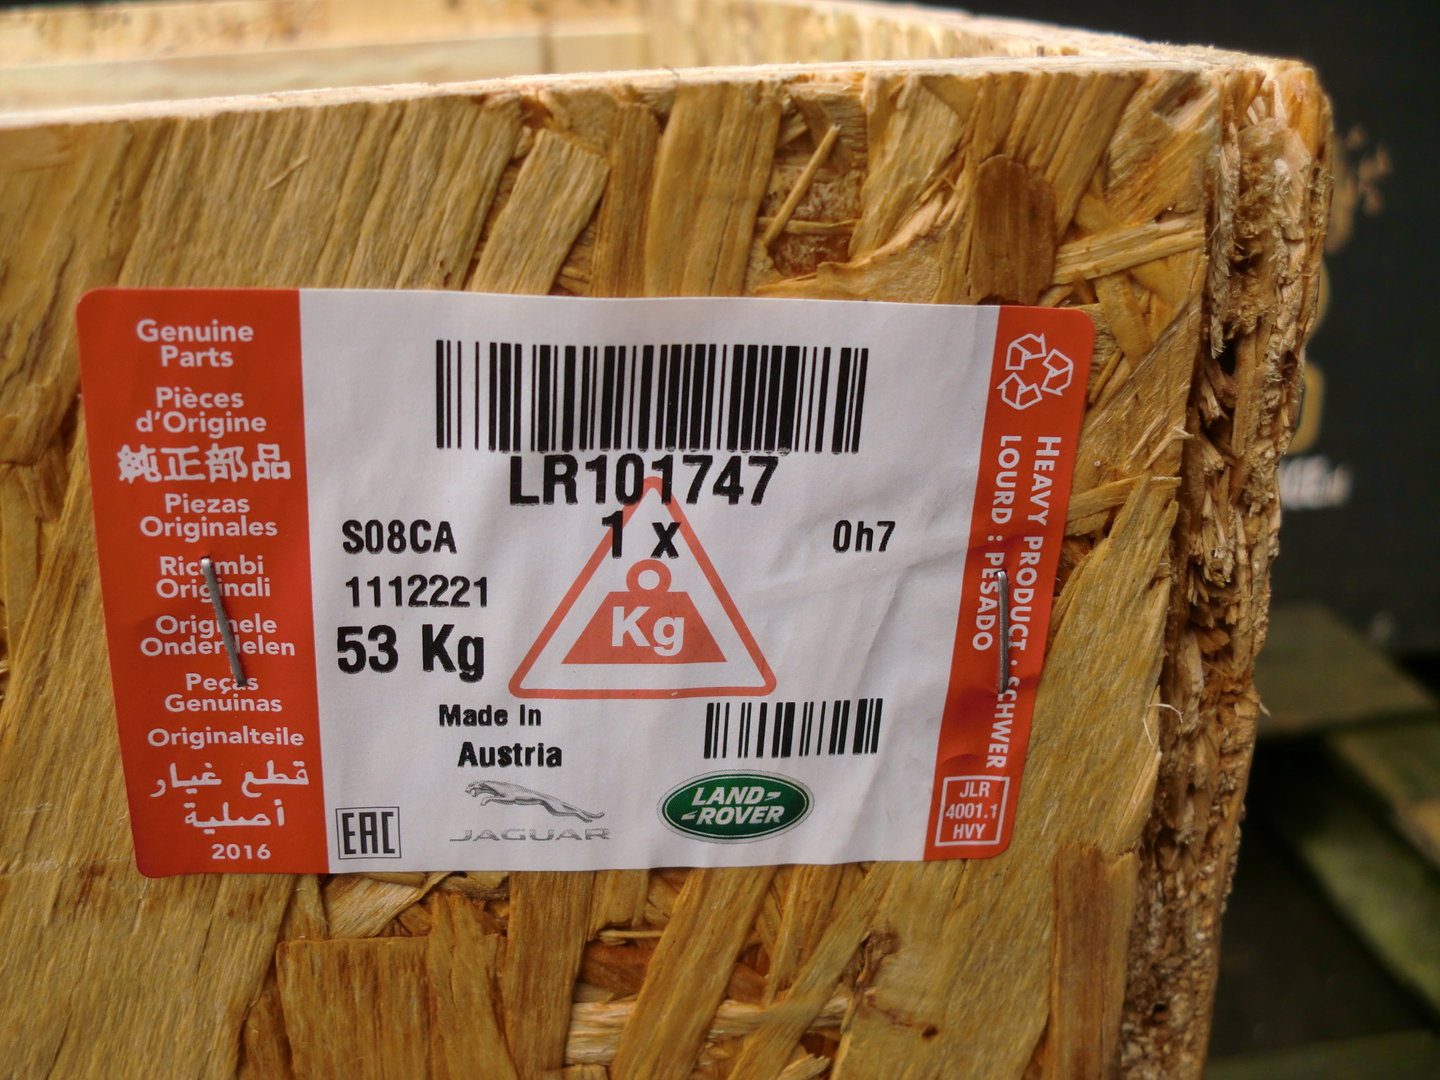 Genuine
Parts
Pièces
d'Origine
純正部品
Piezas
Originales
Ricambi
Originali
Originele
Onderdelen
Peças
Genuinas
Originalteile
قطع غيار
أصلية
2016
LR101747
S08CA
1 x
0h7
1112221
53 Kg
Kg
Made In
Austria
EAC
JAGUAR
LAND-
-ROVER
HEAVY PRODUCT · SCHWER
LOURD : PESADO
JLR
4001.1
HVY